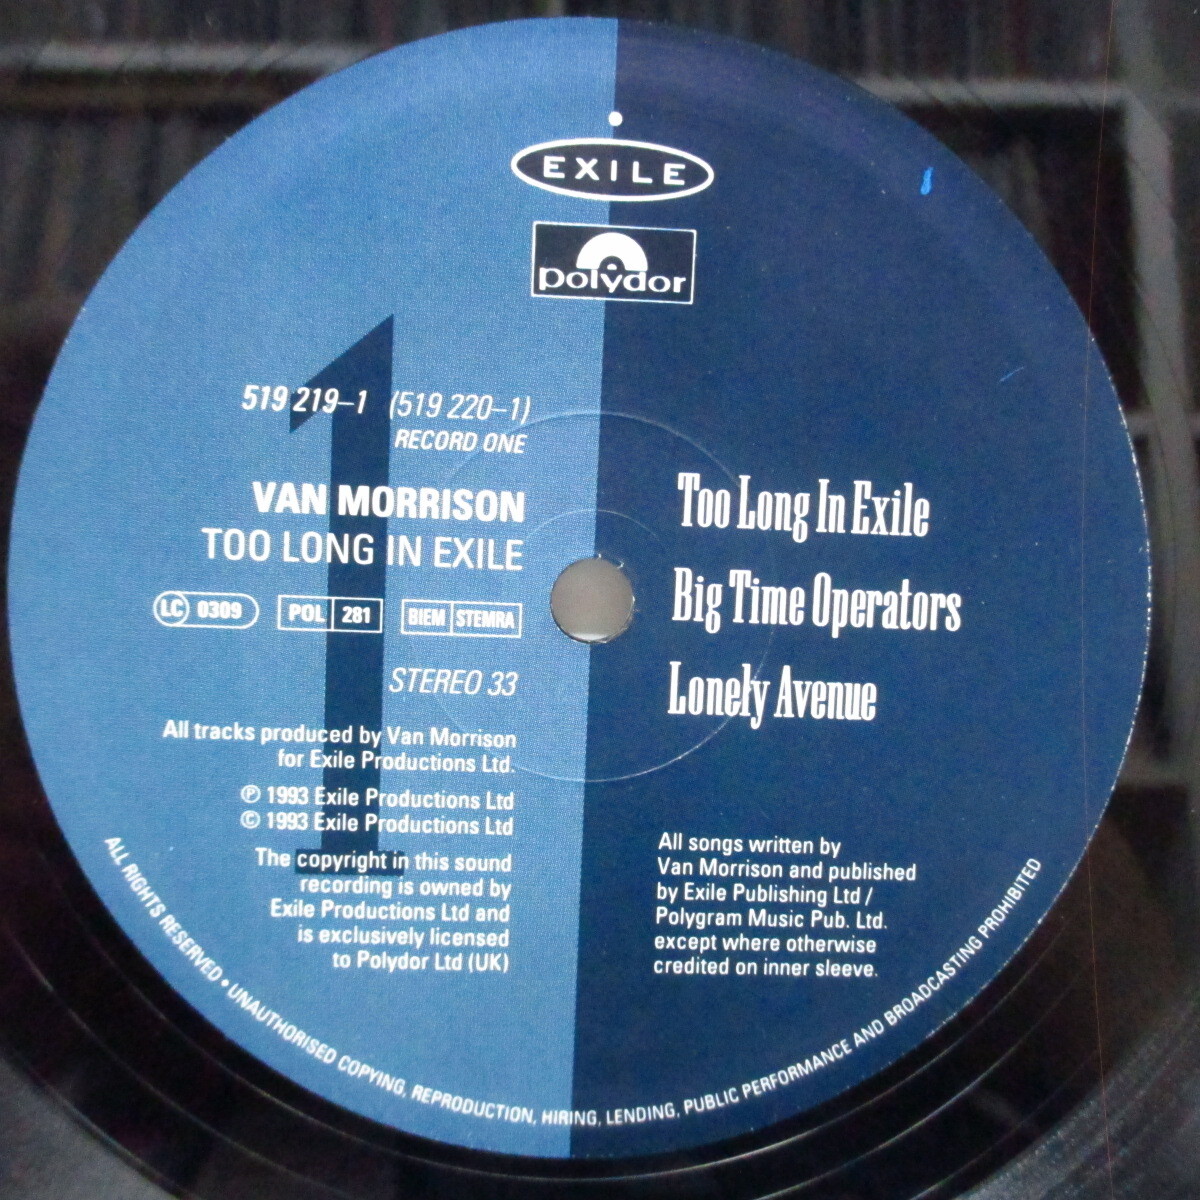 EXILE
polydor
1
519 219–1 (519 220–1)
RECORD ONE
VAN MORRISON
TOO LONG IN EXILE
LC 0309 POL 281 BIEM STEMRA
STEREO 33
All tracks produced by Van Morrison
for Exile Productions Ltd.
℗ 1993 Exile Productions Ltd
© 1993 Exile Productions Ltd
The copyright in this sound
recording is owned by
Exile Productions Ltd and
is exclusively licensed
to Polydor Ltd (UK)
Too Long In Exile
Big Time Operators
Lonely Avenue
All songs written by
Van Morrison and published
by Exile Publishing Ltd /
Polygram Music Pub. Ltd.
except where otherwise
credited on inner sleeve.
ALL RIGHTS RESERVED • UNAUTHORISED COPYING, REPRODUCTION, HIRING, LENDING, PUBLIC PERFORMANCE AND BROADCASTING PROHIBITED